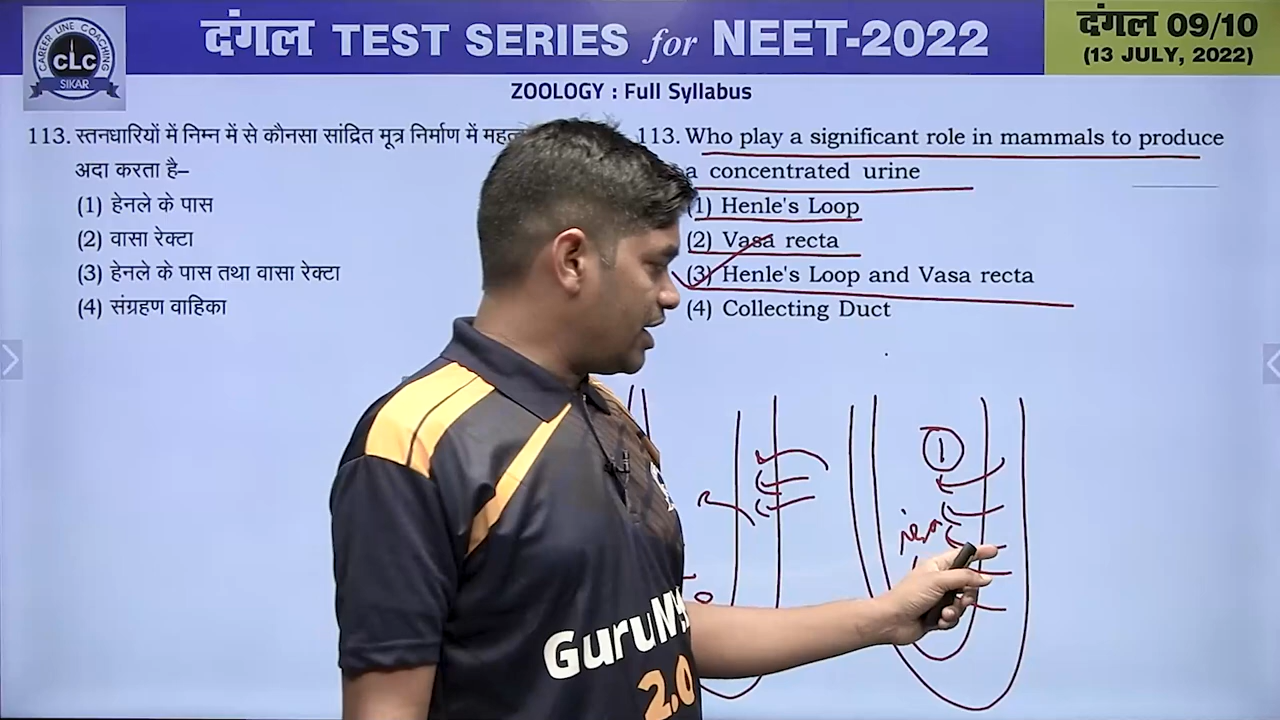 CAREER LINE COACHING
CLC
SIKAR
दंगल TEST SERIES for NEET-2022
दंगल 09/10
(13 JULY, 2022)
ZOOLOGY : Full Syllabus
113. स्तनधारियों में निम्न में से कौनसा सांद्रित मूत्र निर्माण में
अदा करता है–
(1) हेनले के पास
(2) वासा रेक्टा
(3) हेनले के पास तथा वासा रेक्टा
(4) संग्रहण वाहिका
113. Who play a significant role in mammals to produce
a concentrated urine
(1) Henle's Loop
(2) Vasa recta
(3) Henle's Loop and Vasa recta
(4) Collecting Duct
1
GuruM
2.0